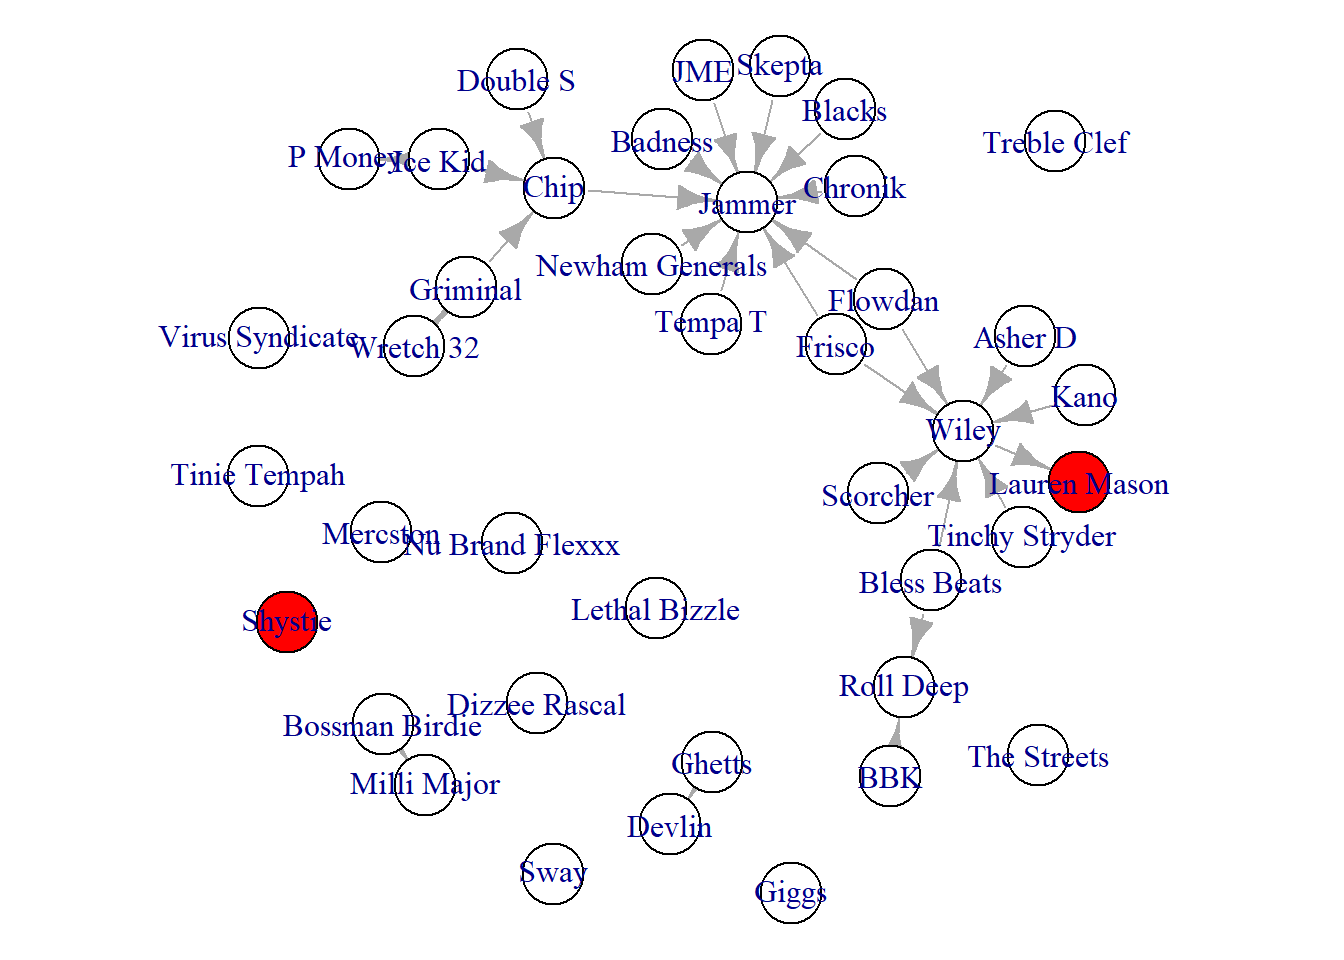 Skepta
JME
Double S
Blacks
Badness
Treble Clef
P Money
Ice Kid
Chip
Chronik
Jammer
Newham Generals
Griminal
Flowdan
Tempa T
Virus Syndicate
Wretch 32
Frisco
Asher D
Kano
Wiley
Tinie Tempah
Lauren Mason
Scorcher
Mercston
Tinchy Stryder
Nu Brand Flexxx
Bless Beats
Lethal Bizzle
Shystie
Roll Deep
Dizzee Rascal
Bossman Birdie
The Streets
Ghetts
BBK
Milli Major
Devlin
Sway
Giggs